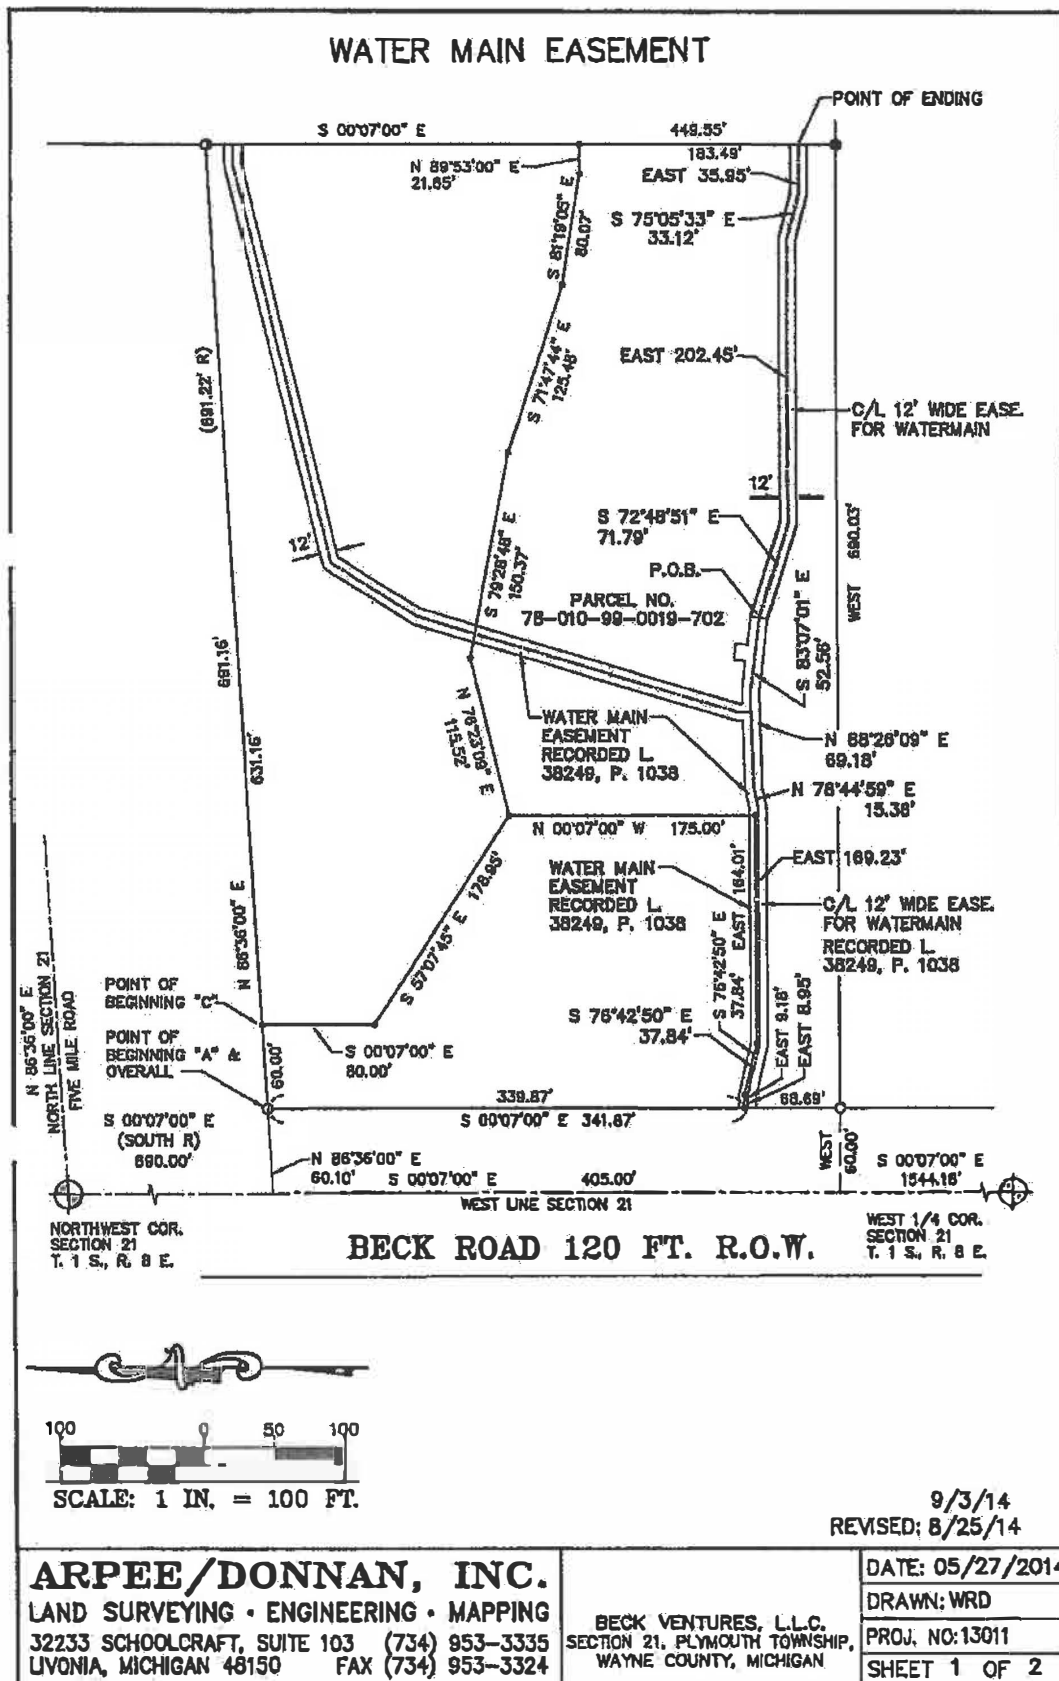 WATER MAIN EASEMENT
POINT OF ENDING
S 00°07'00" E
449.55'
183.49'
N 89°53'00" E
21.65'
EAST 35.95'
S 75°05'33" E
33.12'
S 81°19'05" E
80.07'
S 71°47'44" E
125.48'
EAST 202.45'
(691.22' R)
C/L 12' WIDE EASE.
FOR WATERMAIN
12'
S 72°48'51" E
71.79'
WEST 690.03'
12'
S 79°28'48" E
150.37'
P.O.B.
PARCEL NO.
78-010-99-0019-702
S 83°07'01" E
52.56'
691.16'
631.16'
N 76°23'09" E
115.52'
WATER MAIN
EASEMENT
RECORDED L.
38249, P. 1038
N 88°26'09" E
69.18'
N 78°44'59" E
15.38'
N 00°07'00" W 175.00'
EAST 169.23'
WATER MAIN
EASEMENT
RECORDED L.
38249, P. 1038
EAST 164.01'
S 76°42'50" E
37.84'
C/L 12' WIDE EASE.
FOR WATERMAIN
RECORDED L.
38249, P. 1038
N 86°36'00" E
S 57°07'45" E 178.95'
N 86°36'00" E
NORTH LINE SECTION 21
FIVE MILE ROAD
POINT OF
BEGINNING "C"
POINT OF
BEGINNING "A" &
OVERALL
S 76°42'50" E
37.84'
EAST 9.18'
EAST 8.95'
S 00°07'00" E
80.00'
60.00'
339.87'
S 00°07'00" E 341.87'
68.69'
S 00°07'00" E
(SOUTH R)
690.00'
N 86°36'00" E
60.10'
S 00°07'00" E
405.00'
WEST
60.00'
S 00°07'00" E
1544.16'
WEST LINE SECTION 21
NORTHWEST COR.
SECTION 21
T. 1 S., R. 8 E.
BECK ROAD 120 FT. R.O.W.
WEST 1/4 COR.
SECTION 21
T. 1 S., R. 8 E.
100 0 50 100
SCALE: 1 IN. = 100 FT.
9/3/14
REVISED: 8/25/14
ARPEE/DONNAN, INC.
LAND SURVEYING • ENGINEERING • MAPPING
32233 SCHOOLCRAFT, SUITE 103 (734) 953-3335
LIVONIA, MICHIGAN 48150 FAX (734) 953-3324
BECK VENTURES, L.L.C.
SECTION 21, PLYMOUTH TOWNSHIP,
WAYNE COUNTY, MICHIGAN
DATE: 05/27/2014
DRAWN: WRD
PROJ. NO: 13011
SHEET 1 OF 2